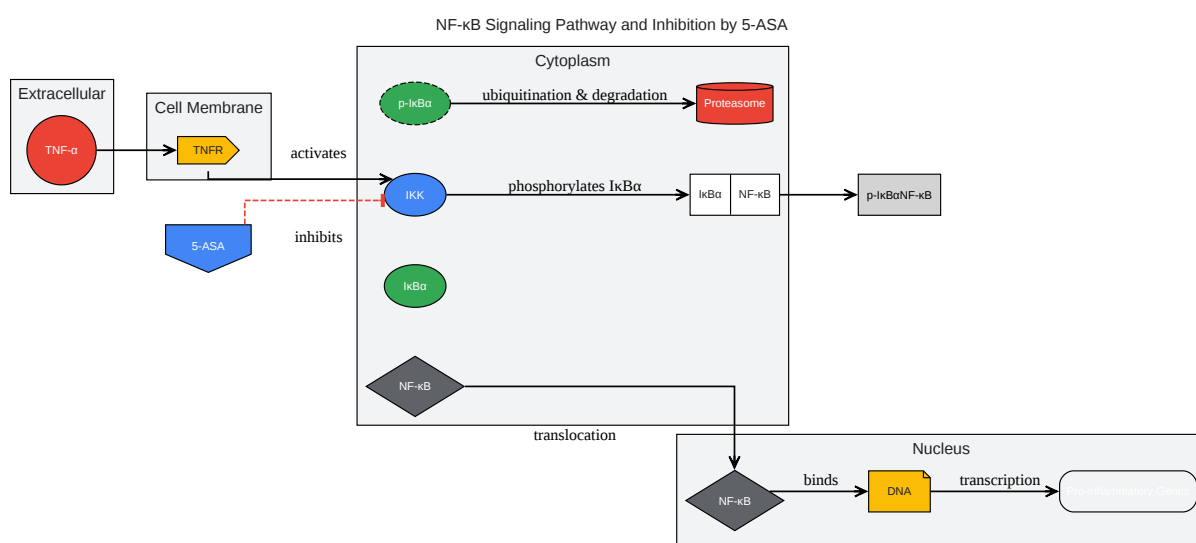 NF-κB Signaling Pathway and Inhibition by 5-ASA
Cytoplasm
Extracellular
Cell Membrane
p-IκBα
ubiquitination & degradation
Proteasome
TNF-α
TNFR
activates
IKK
phosphorylates IκBα
IκBα
NF-κB
p-IκBαNF-κB
5-ASA
inhibits
IκBα
NF-κB
translocation
Nucleus
NF-κB
binds
DNA
transcription
Pro-Inflammatory Genes